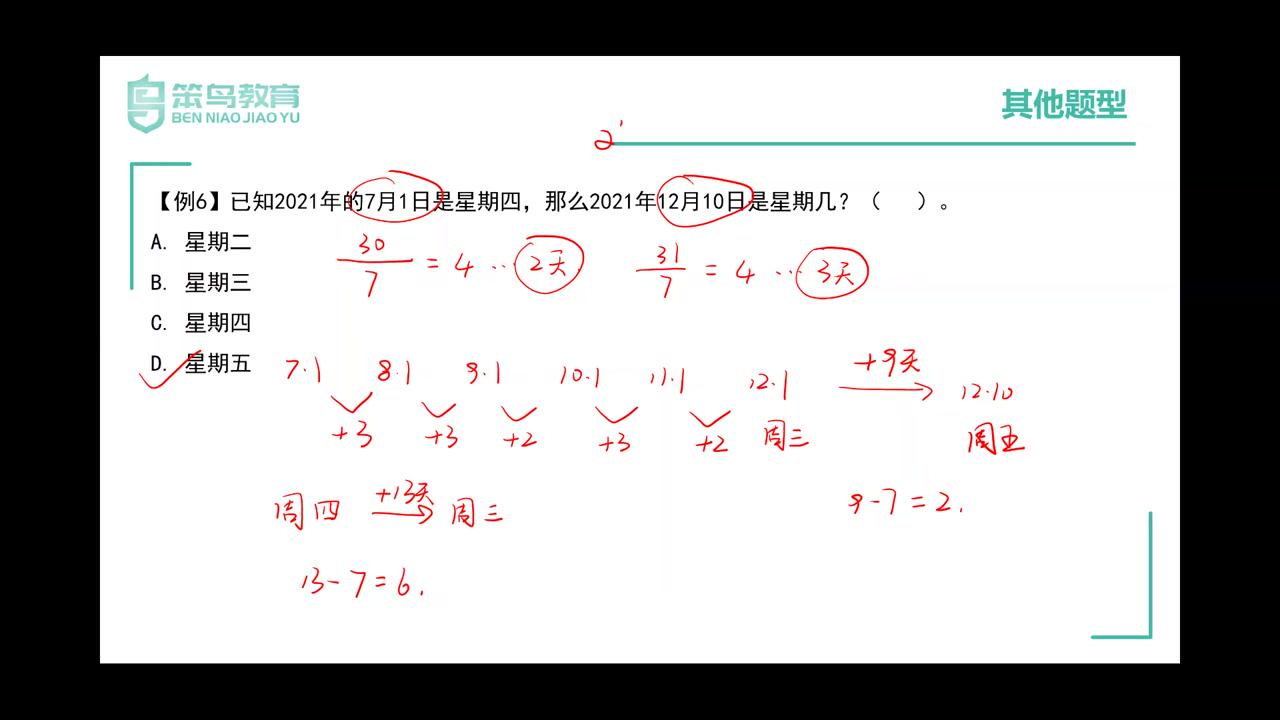 笨鸟教育
BEN NIAO JIAO YU
其他题型
2'
【例6】已知2021年的7月1日是星期四，那么2021年12月10日是星期几？（ ）。
A. 星期二
B. 星期三
C. 星期四
D. 星期五
30/7 = 4 … 2天
31/7 = 4 … 3天
7.1 8.1 9.1 10.1 11.1 12.1 +9天 12.10
+3 +3 +2 +3 +2 周三 周五
周四 +13天 周三
9-7=2.
13-7=6.